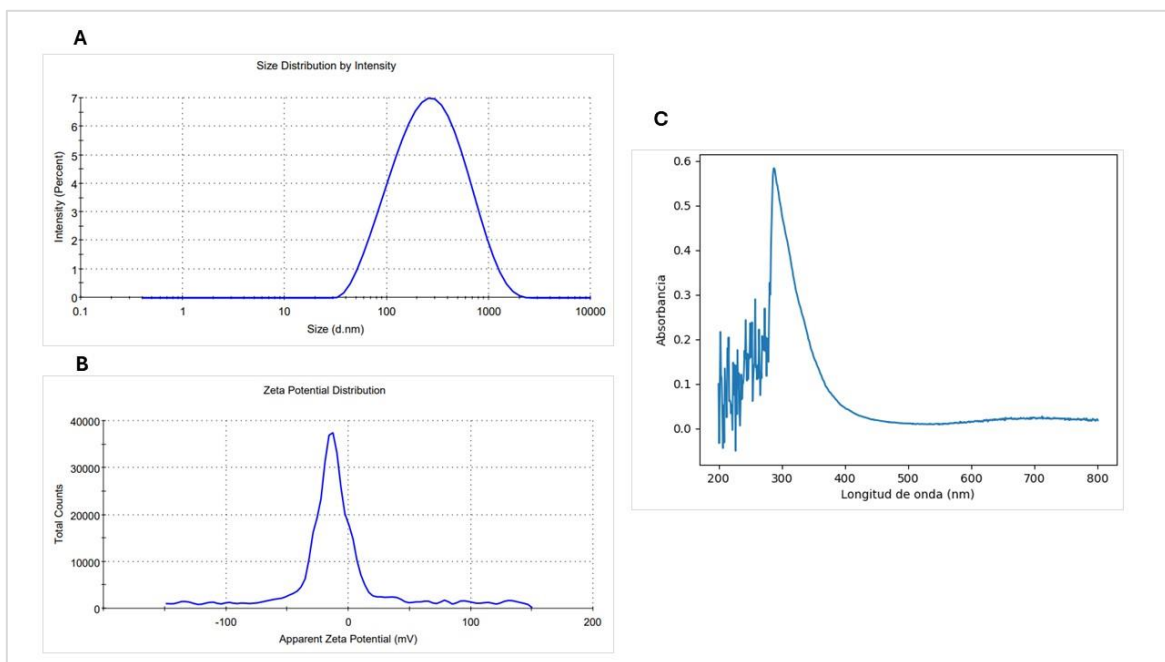 A
Size Distribution by Intensity
7
6
5
4
3
2
1
0
Intensity (Percent)
0.1 1 10 100 1000 10000
Size (d.nm)
B
Zeta Potential Distribution
40000
30000
20000
10000
0
Total Counts
-100 0 100 200
Apparent Zeta Potential (mV)
C
0.6
0.5
0.4
0.3
0.2
0.1
0.0
Absorbancia
200 300 400 500 600 700 800
Longitud de onda (nm)